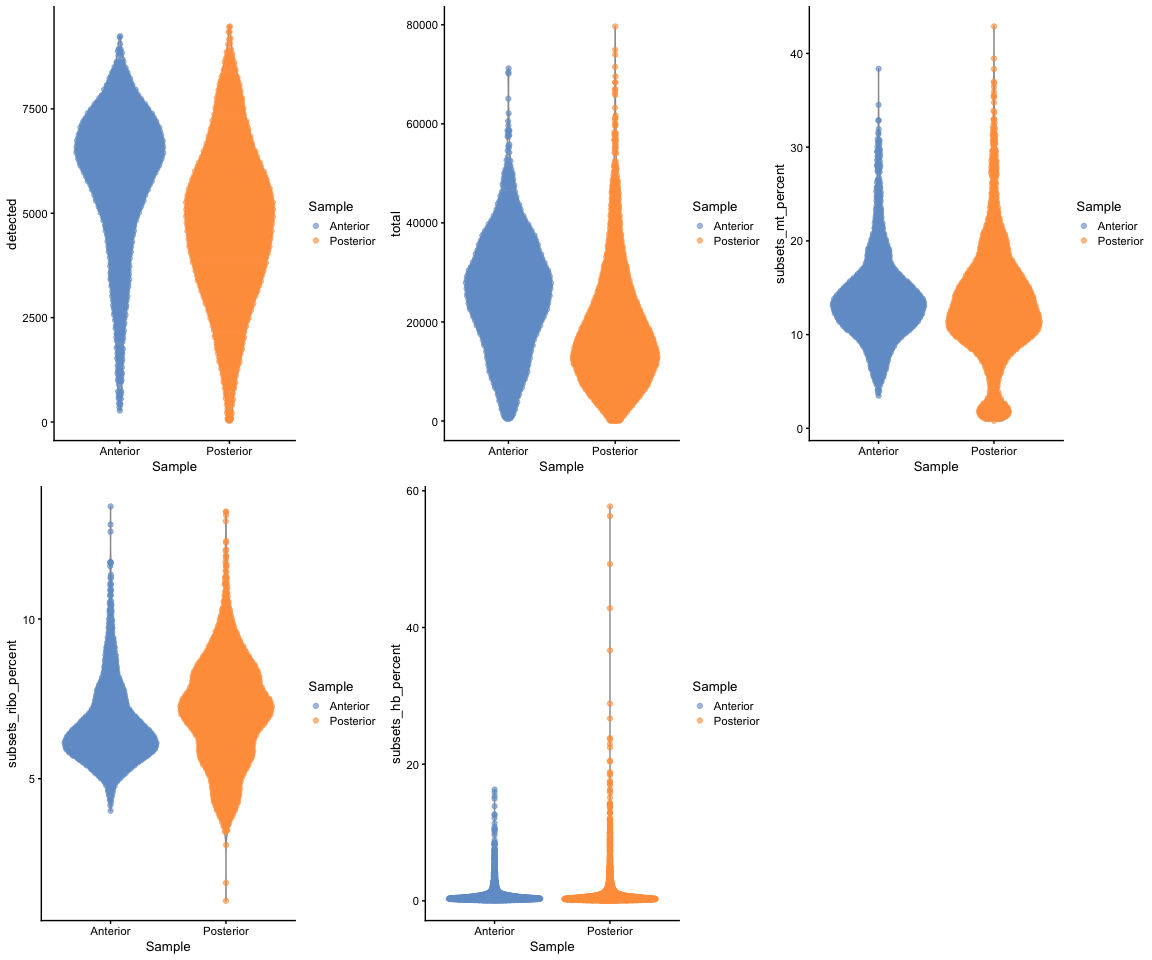 detected
7500
5000
2500
0
Anterior
Posterior
Sample
Sample
Anterior
Posterior
total
80000
60000
40000
20000
0
Anterior
Posterior
Sample
Sample
Anterior
Posterior
subsets_mt_percent
40
30
20
10
0
Anterior
Posterior
Sample
Sample
Anterior
Posterior
subsets_ribo_percent
10
5
Anterior
Posterior
Sample
Sample
Anterior
Posterior
subsets_hb_percent
60
40
20
0
Anterior
Posterior
Sample
Sample
Anterior
Posterior